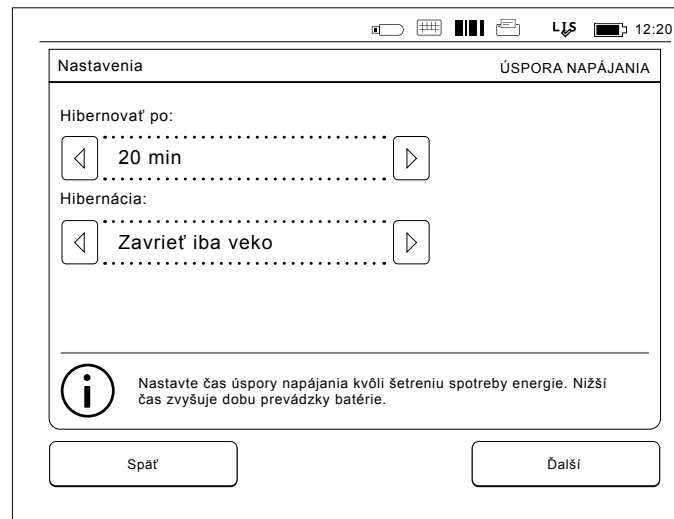 LIS 12:20
Nastavenia ÚSPORA NAPÁJANIA
Hibernovať po:
20 min
Hibernácia:
Zavrieť iba veko
Nastavte čas úspory napájania kvôli šetreniu spotreby energie. Nižší
čas zvyšuje dobu prevádzky batérie.
Späť Ďalší